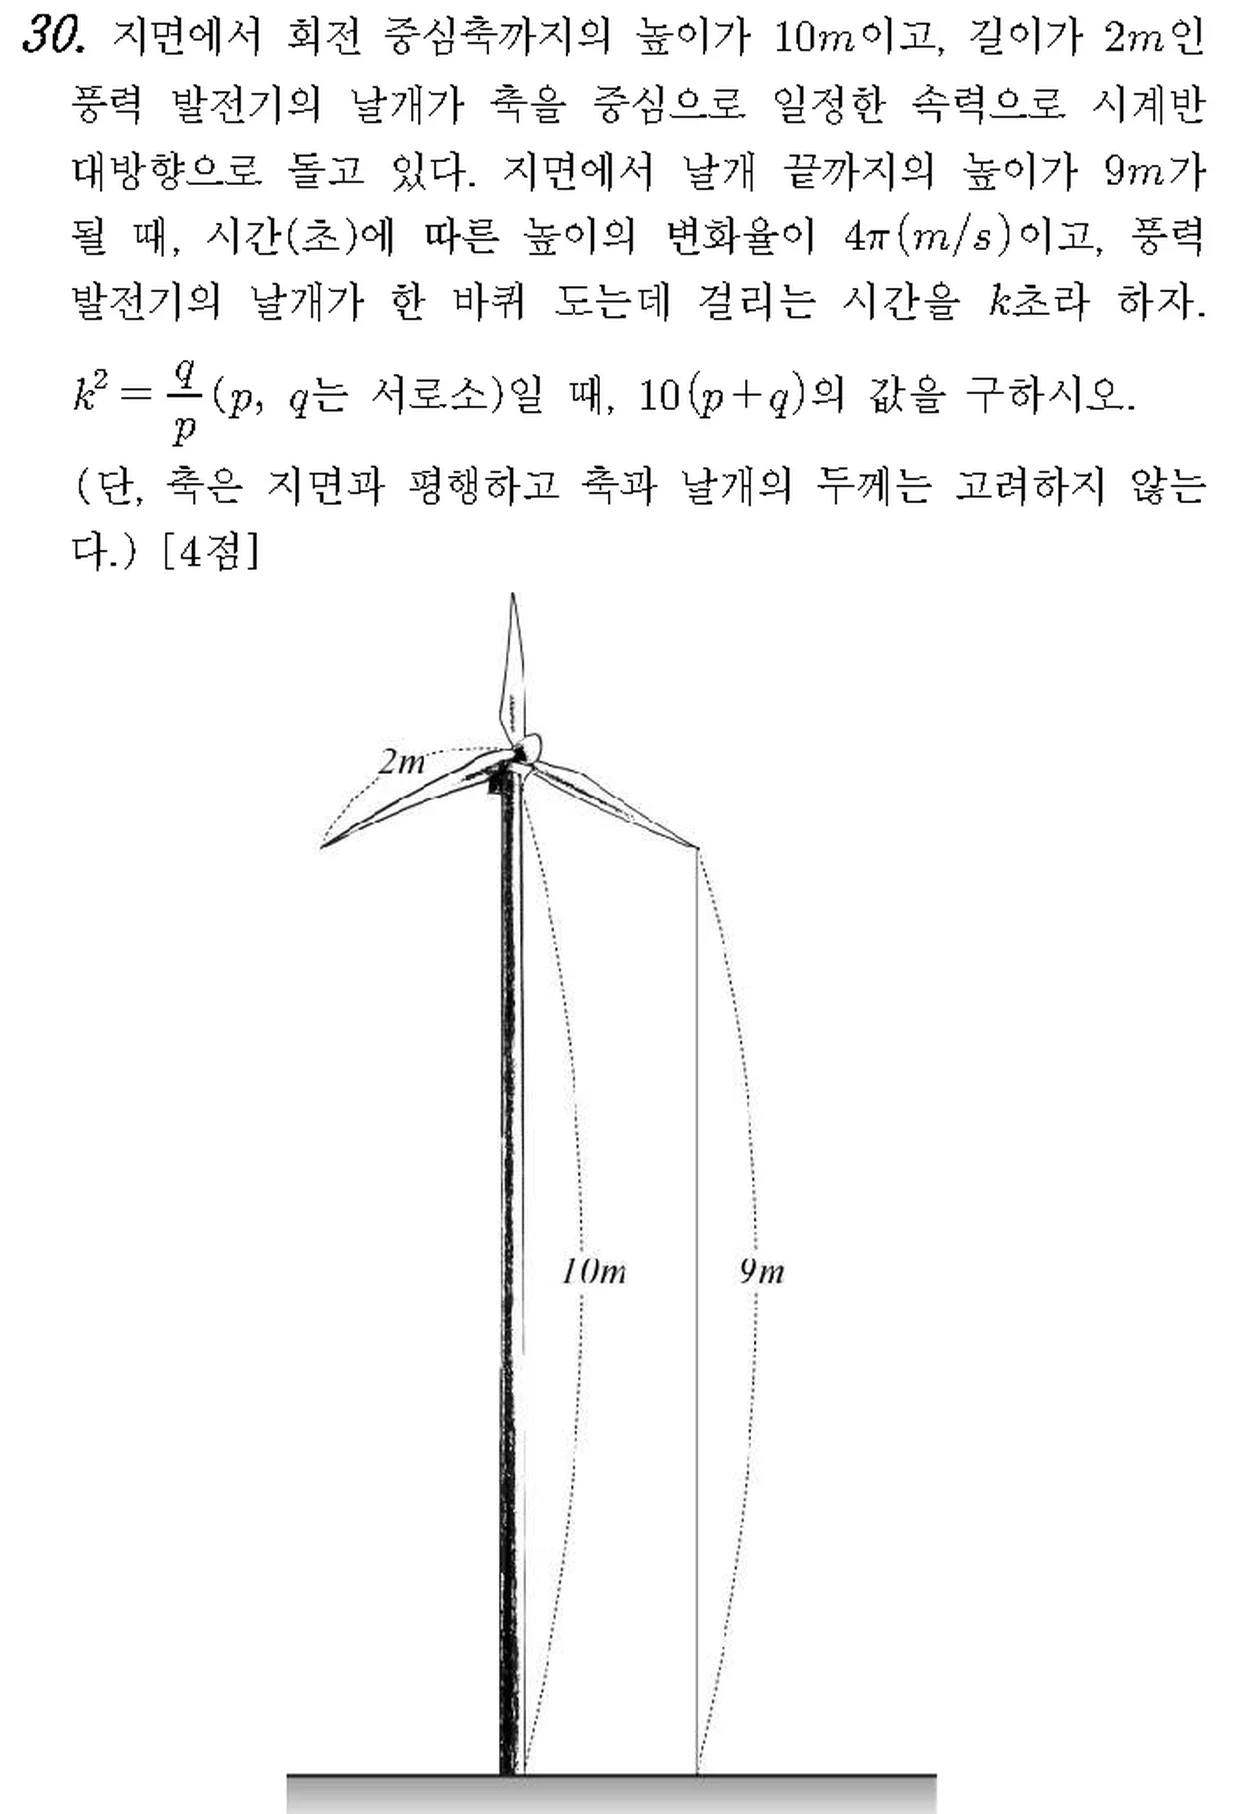 30. 지면에서 회전 중심축까지의 높이가 10m이고, 길이가 2m인
풍력 발전기의 날개가 축을 중심으로 일정한 속력으로 시계반
대방향으로 돌고 있다. 지면에서 날개 끝까지의 높이가 9m가
될 때, 시간(초)에 따른 높이의 변화율이 4π(m/s)이고, 풍력
발전기의 날개가 한 바퀴 도는데 걸리는 시간을 k초라 하자.
k² = q/p (p, q는 서로소)일 때, 10(p+q)의 값을 구하시오.
(단, 축은 지면과 평행하고 축과 날개의 두께는 고려하지 않는
다.) [4점]
2m
10m
9m